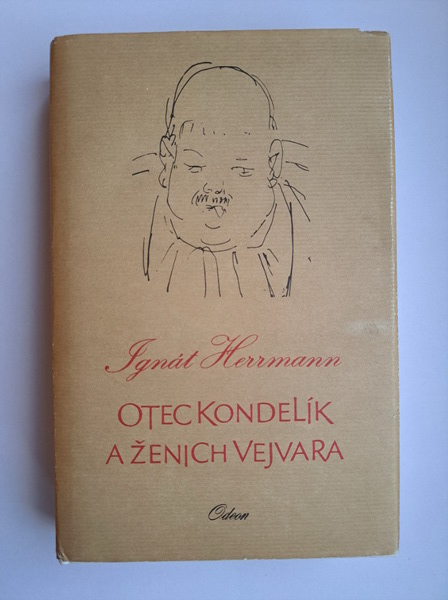 Ignát Herrmann
OTEC KONDELÍK
A ŽENICH VEJVARA
Odeon